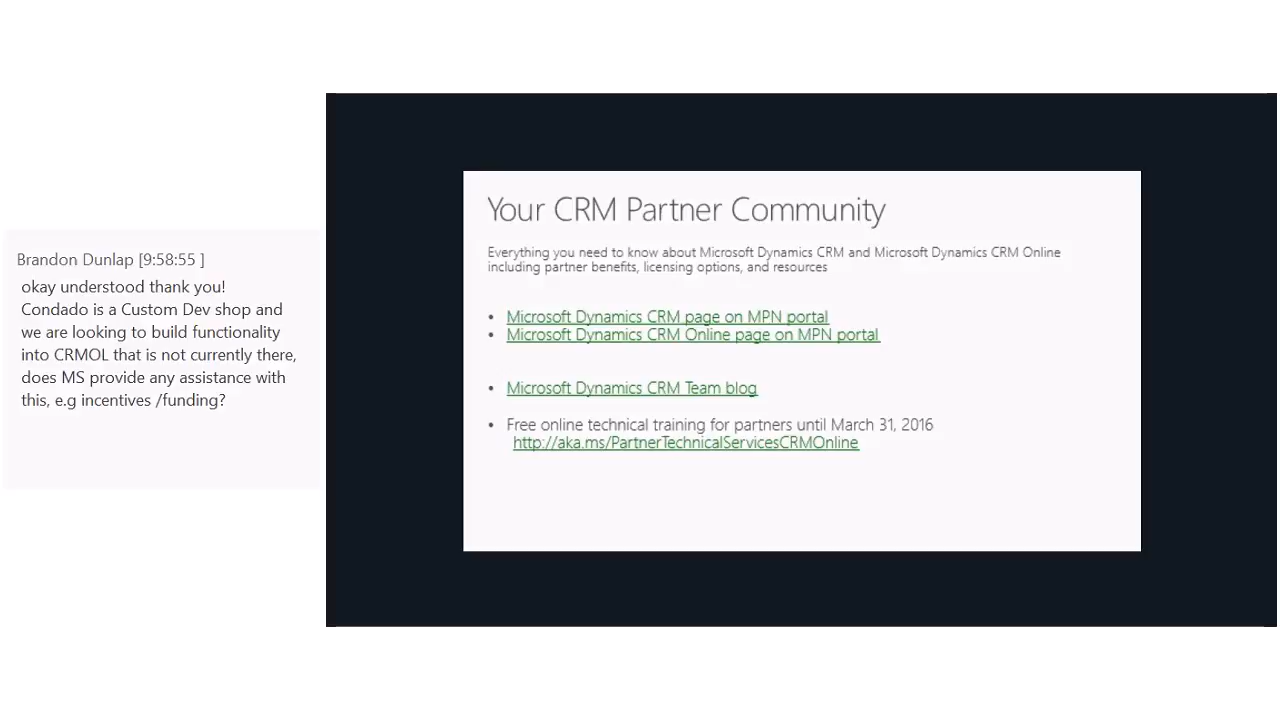 Brandon Dunlap [9:58:55 ]
okay understood thank you!
Condado is a Custom Dev shop and
we are looking to build functionality
into CRMOL that is not currently there,
does MS provide any assistance with
this, e.g incentives /funding?
Your CRM Partner Community
Everything you need to know about Microsoft Dynamics CRM and Microsoft Dynamics CRM Online
including partner benefits, licensing options, and resources
• Microsoft Dynamics CRM page on MPN portal
• Microsoft Dynamics CRM Online page on MPN portal
• Microsoft Dynamics CRM Team blog
• Free online technical training for partners until March 31, 2016
http://aka.ms/PartnerTechnicalServicesCRMOnline